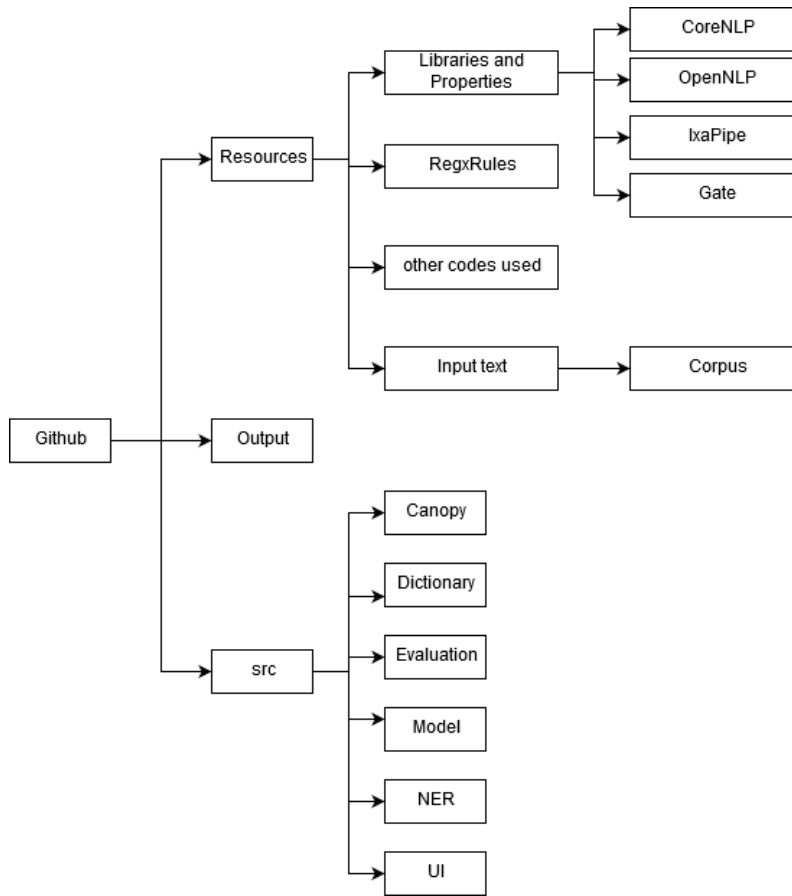 CoreNLP
Libraries and
Properties
OpenNLP
IxaPipe
Resources
RegxRules
Gate
other codes used
Input text
Corpus
Github
Output
Canopy
Dictionary
Evaluation
src
Model
NER
UI